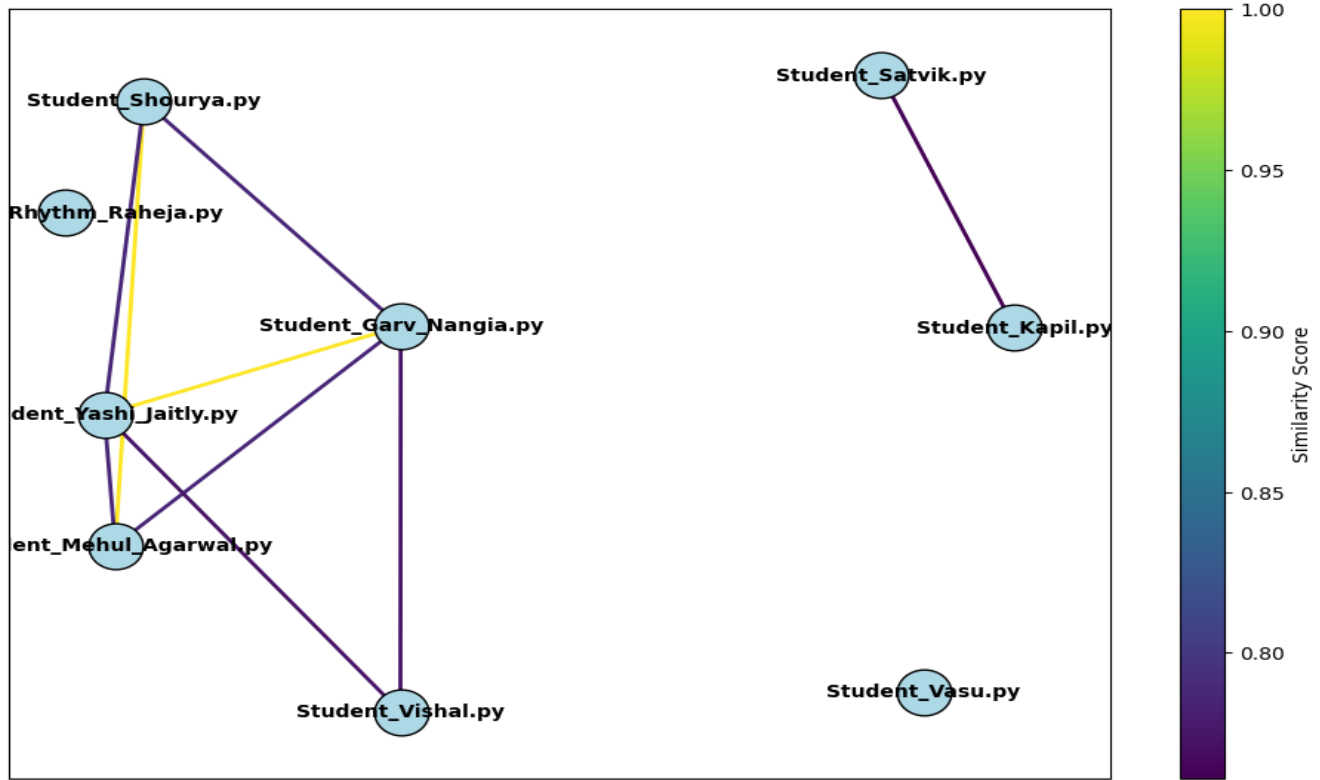 1.00
Student_Satvik.py
Student_Shourya.py
0.95
Rhythm_Raheja.py
Student_Garv_Nangia.py
Student_Kapil.py
0.90
Similarity Score
dent_Yashi_Jaitly.py
0.85
ent_Mehul_Agarwal.py
0.80
Student_Vasu.py
Student_Vishal.py